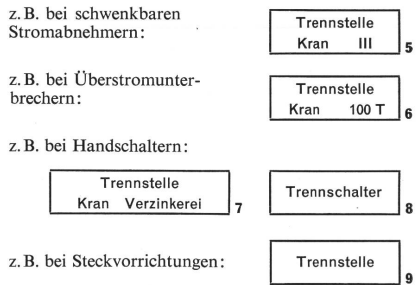 z.B. bei schwenkbaren
Stromabnehmern:
Trennstelle
Kran III
5
z.B. bei Überstromunter-
brechern:
Trennstelle
Kran 100 T
6
z.B. bei Handschaltern:
Trennstelle
Kran Verzinkerei
7
Trennschalter
8
z.B. bei Steckvorrichtungen:
Trennstelle
9